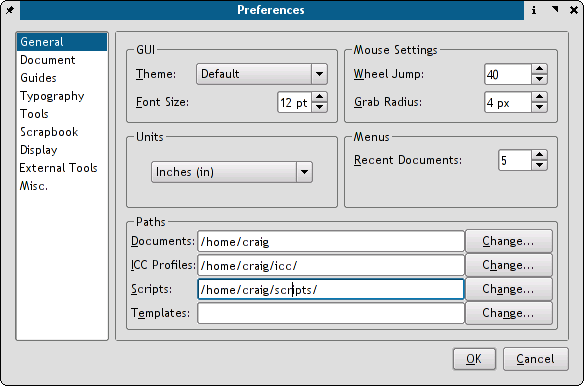 Preferences
General
Document
Guides
Typography
Tools
Scrapbook
Display
External Tools
Misc.
GUI
Theme: Default
Font Size: 12 pt
Mouse Settings
Wheel Jump: 40
Grab Radius: 4 px
Units
Inches (in)
Menus
Recent Documents: 5
Paths
Documents: /home/craig Change...
ICC Profiles: /home/craig/icc/ Change...
Scripts: /home/craig/scripts/ Change...
Templates: Change...
OK Cancel